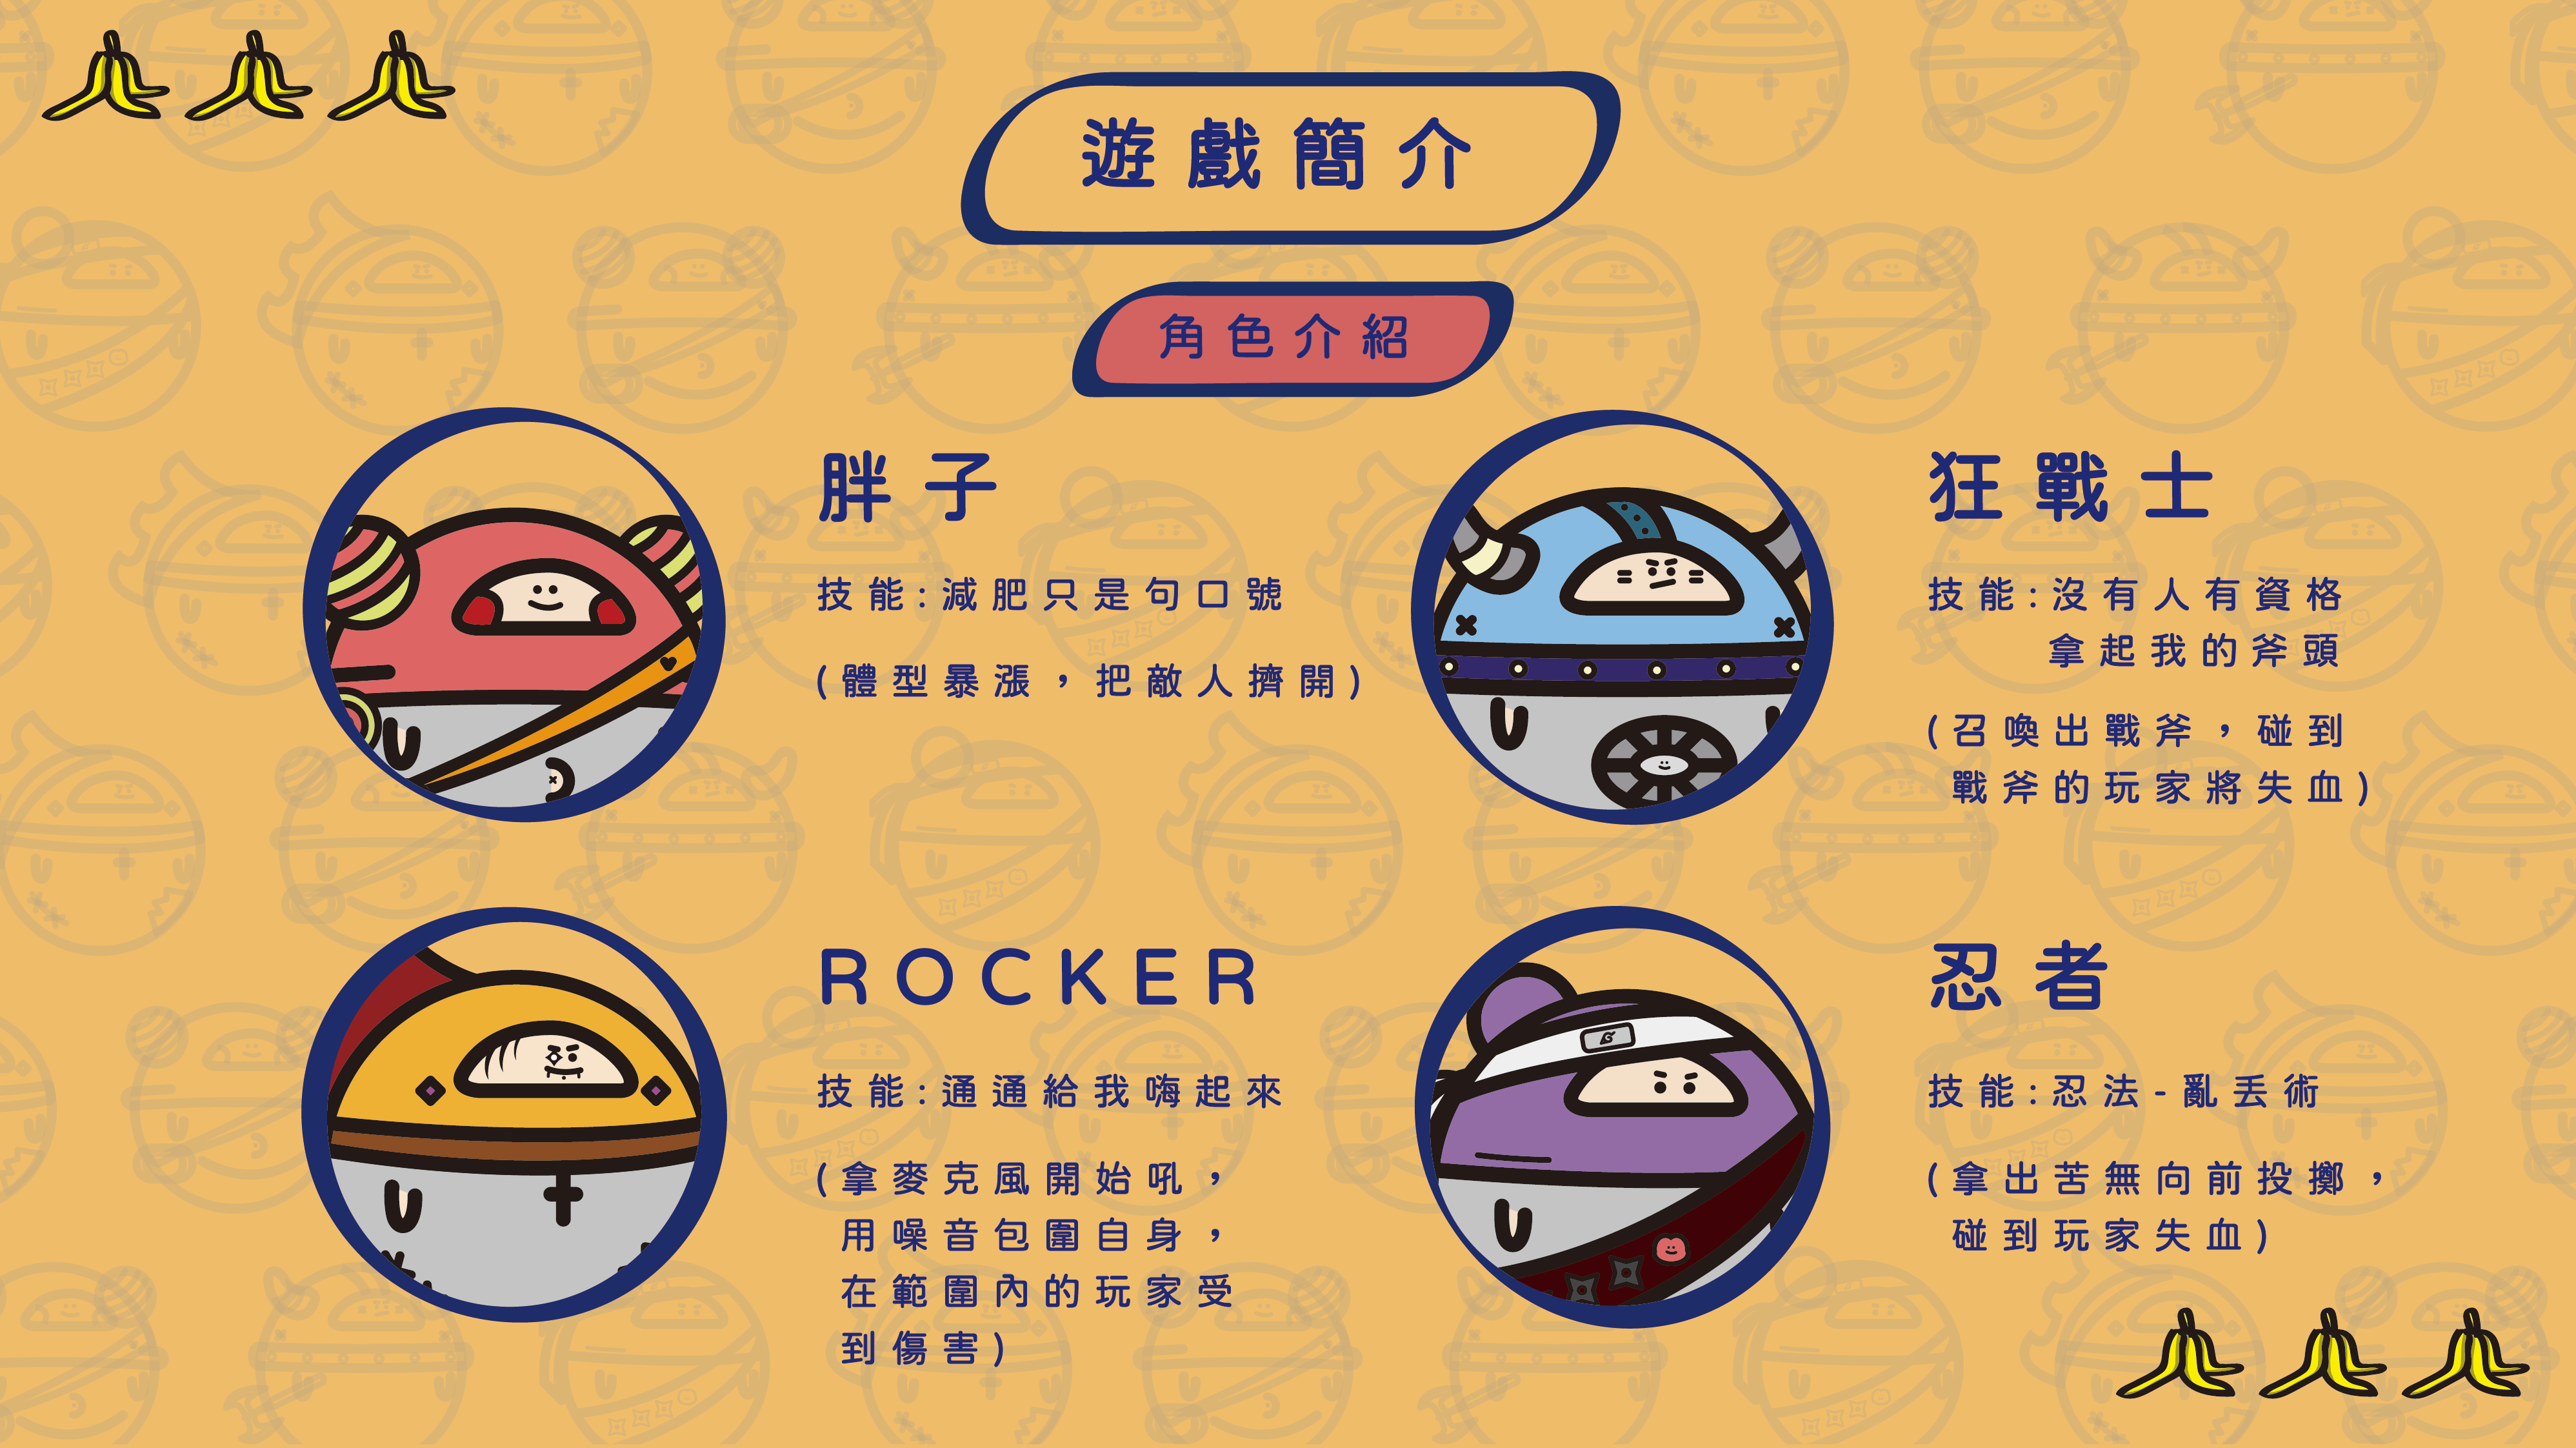 遊戲簡介
角色介紹
胖子
技能:減肥只是句口號
(體型暴漲,把敵人擠開)
狂戰士
技能:沒有人有資格
拿起我的斧頭
(召喚出戰斧,碰到
戰斧的玩家將失血)
ROCKER
技能:通通給我嗨起來
(拿麥克風開始吼,
用噪音包圍自身,
在範圍內的玩家受
到傷害)
忍者
技能:忍法-亂丟術
(拿出苦無向前投擲,
碰到玩家失血)